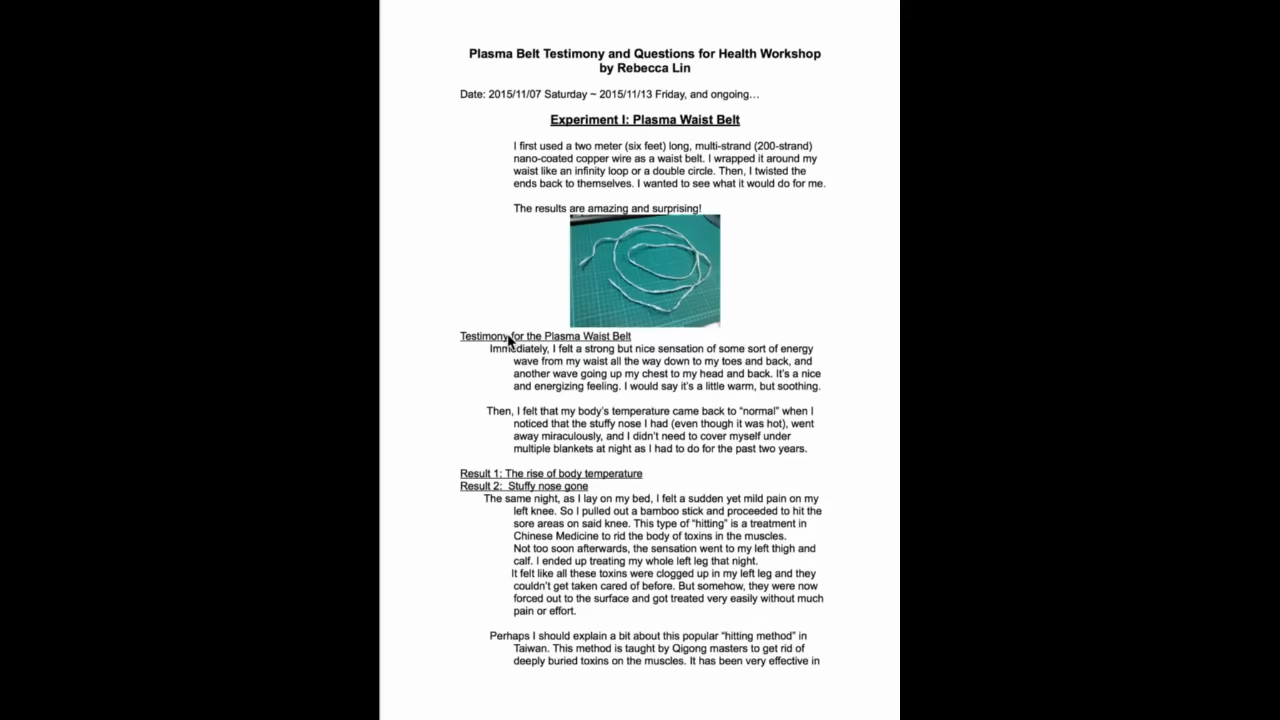 Plasma Belt Testimony and Questions for Health Workshop
by Rebecca Lin
Date: 2015/11/07 Saturday ~ 2015/11/13 Friday, and ongoing…
Experiment I: Plasma Waist Belt
I first used a two meter (six feet) long, multi-strand (200-strand)
nano-coated copper wire as a waist belt. I wrapped it around my
waist like an infinity loop or a double circle. Then, I twisted the
ends back to themselves. I wanted to see what it would do for me.
The results are amazing and surprising!
Testimony for the Plasma Waist Belt
Immediately, I felt a strong but nice sensation of some sort of energy
wave from my waist all the way down to my toes and back, and
another wave going up my chest to my head and back. It's a nice
and energizing feeling. I would say it's a little warm, but soothing.
Then, I felt that my body's temperature came back to “normal” when I
noticed that the stuffy nose I had (even though it was hot), went
away miraculously, and I didn't need to cover myself under
multiple blankets at night as I had to do for the past two years.
Result 1: The rise of body temperature
Result 2:  Stuffy nose gone
The same night, as I lay on my bed, I felt a sudden yet mild pain on my
left knee. So I pulled out a bamboo stick and proceeded to hit the
sore areas on said knee. This type of “hitting” is a treatment in
Chinese Medicine to rid the body of toxins in the muscles.
Not too soon afterwards, the sensation went to my left thigh and
calf. I ended up treating my whole left leg that night.
It felt like all these toxins were clogged up in my left leg and they
couldn't get taken cared of before. But somehow, they were now
forced out to the surface and got treated very easily without much
pain or effort.
Perhaps I should explain a bit about this popular “hitting method” in
Taiwan. This method is taught by Qigong masters to get rid of
deeply buried toxins on the muscles. It has been very effective in